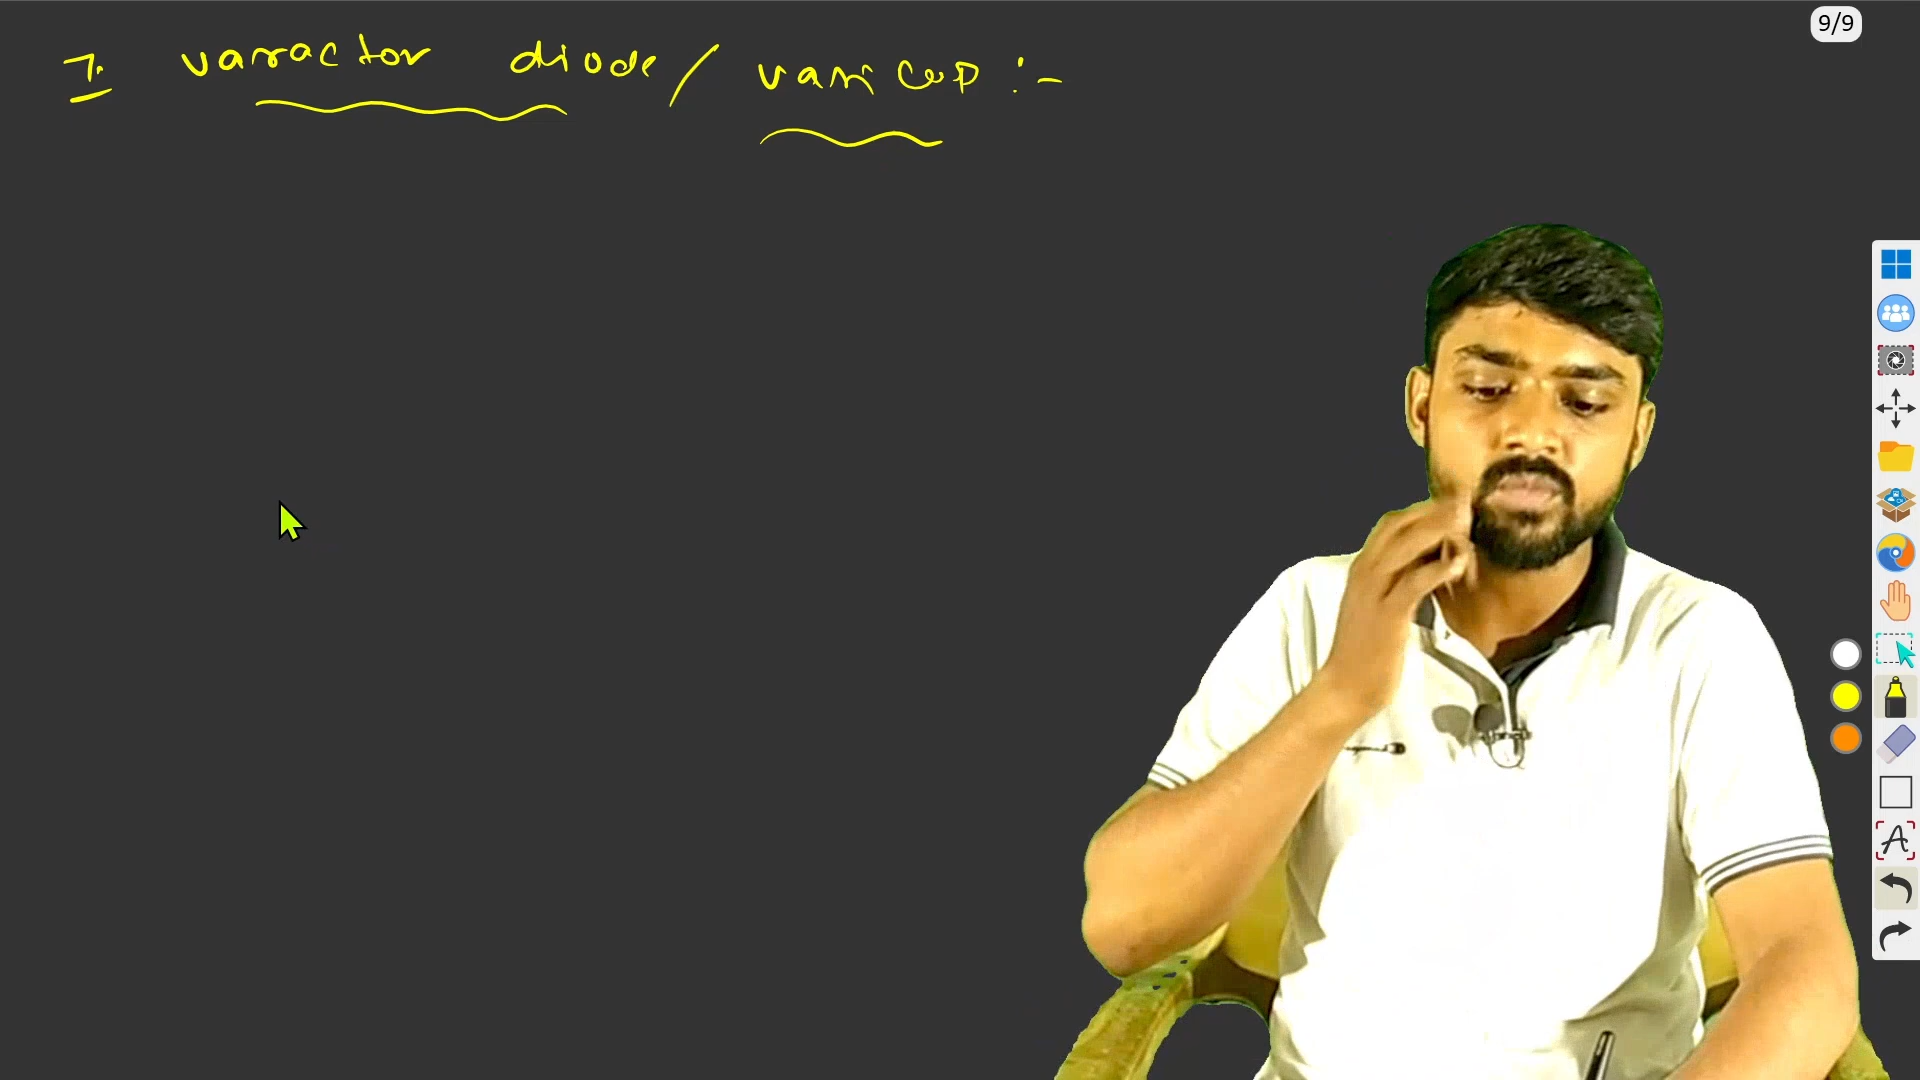 9/9
7. varactor diode / varicap :-